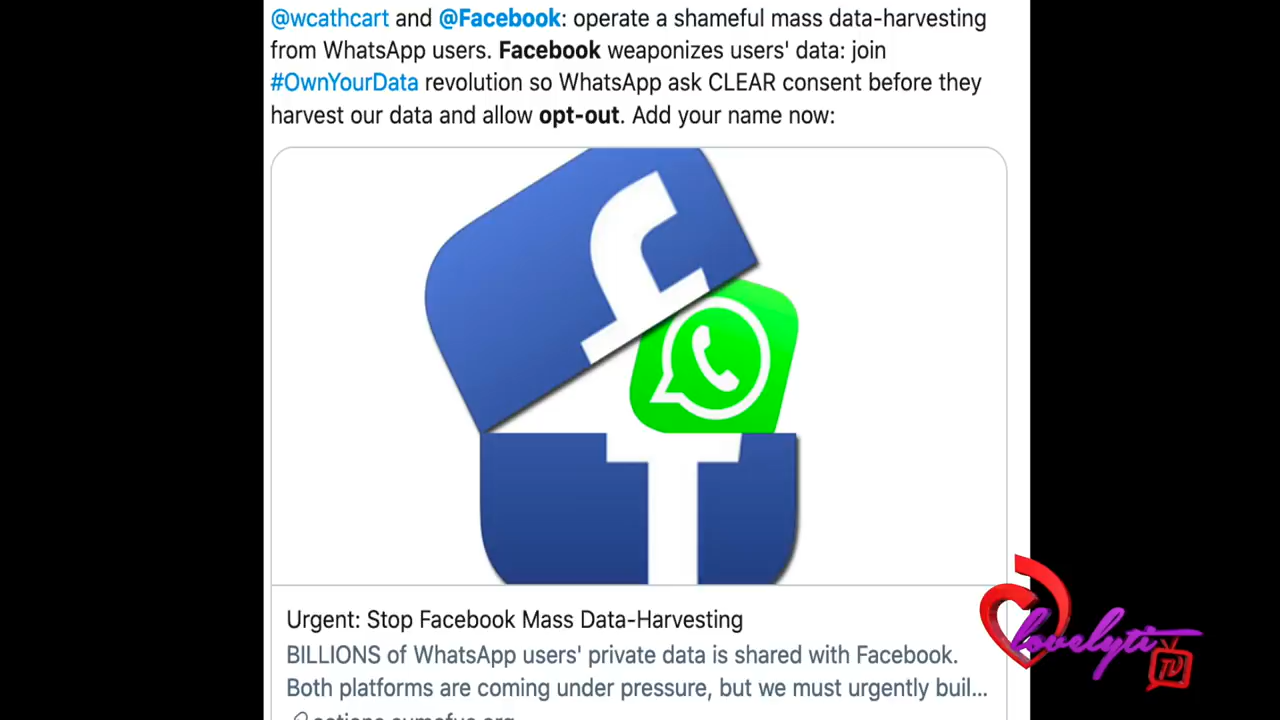 @wcathcart and @Facebook: operate a shameful mass data-harvesting
from WhatsApp users. Facebook weaponizes users' data: join
#OwnYourData revolution so WhatsApp ask CLEAR consent before they
harvest our data and allow opt-out. Add your name now:
f
Urgent: Stop Facebook Mass Data-Harvesting
BILLIONS of WhatsApp users' private data is shared with Facebook.
Both platforms are coming under pressure, but we must urgently buil...
lovelyti
TV